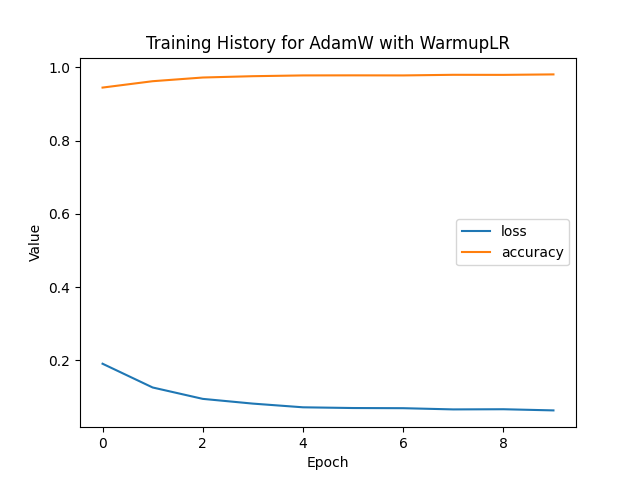 Training History for AdamW with WarmupLR
1.0
0.8
0.6
0.4
0.2
Value
loss
accuracy
0 2 4 6 8
Epoch